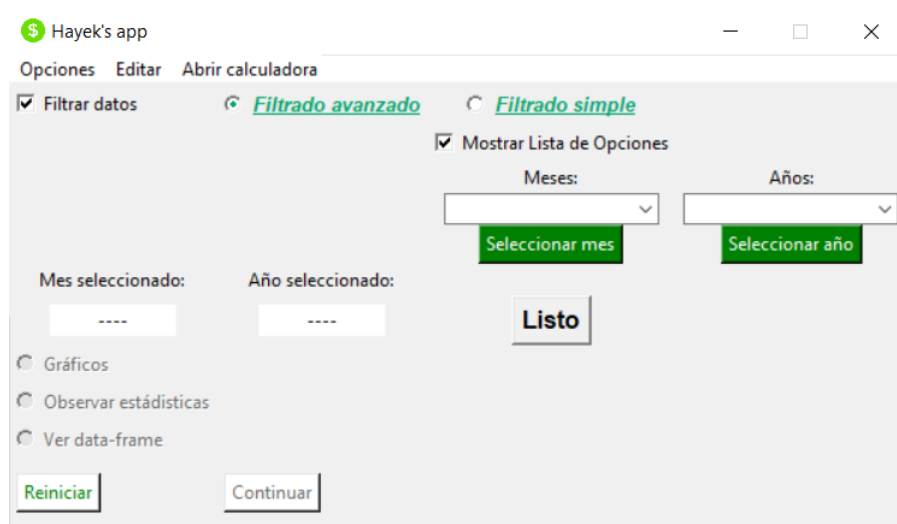 $ Hayek's app
Opciones Editar Abrir calculadora
Filtrar datos Filtrado avanzado Filtrado simple
Mostrar Lista de Opciones
Meses: Años:
Seleccionar mes Seleccionar año
Mes seleccionado: Año seleccionado:
---- ----
Listo
Gráficos
Observar estádisticas
Ver data-frame
Reiniciar Continuar